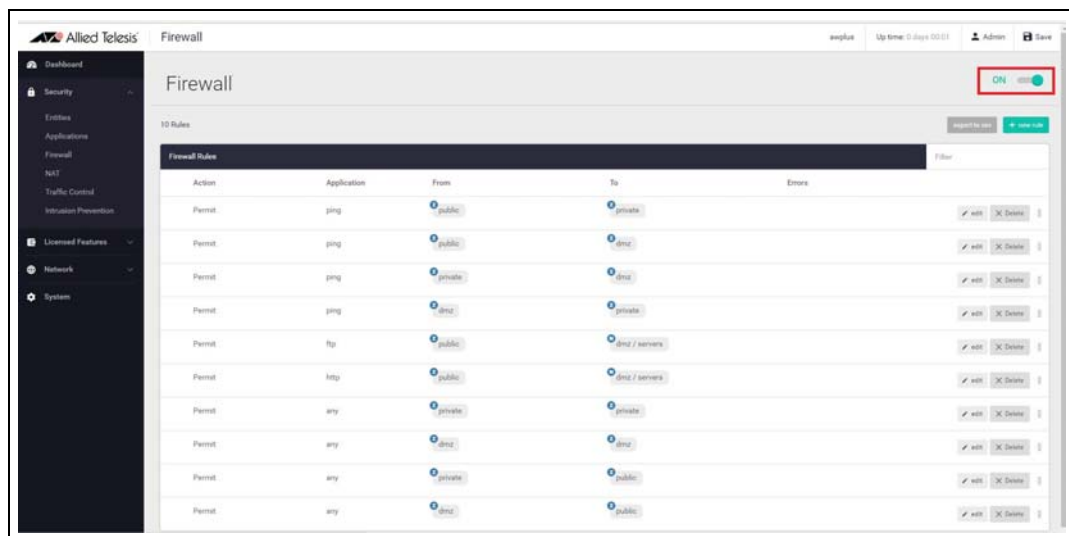 Allied Telesis
Firewall
awplus
Up time: 0 days 00:01
Admin
Save
Dashboard
Security
Entities
Applications
Firewall
NAT
Traffic Control
Intrusion Prevention
Licensed Features
Network
System
Firewall
ON
10 Rules
export to csv
+ new rule
Firewall Rules
Filter
Action Application From To Errors
Permit ping public private edit Delete
Permit ping public dmz edit Delete
Permit ping private dmz edit Delete
Permit ping dmz private edit Delete
Permit ftp public dmz / servers edit Delete
Permit http public dmz / servers edit Delete
Permit any private private edit Delete
Permit any dmz dmz edit Delete
Permit any private public edit Delete
Permit any dmz public edit Delete